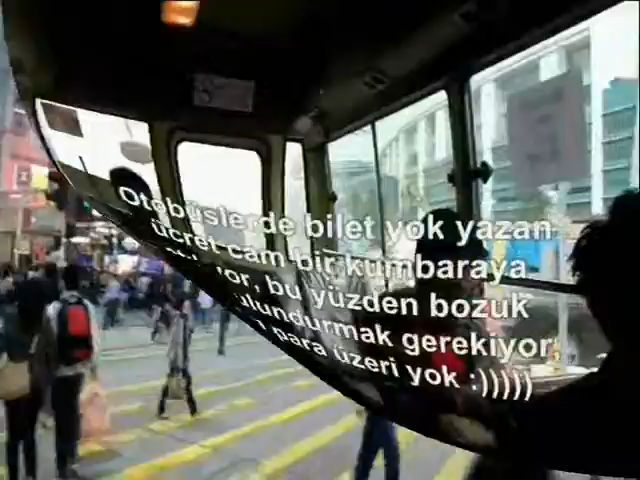 Otobüslerde bilet yok yazan
ücret cam bir kumbaraya
bu yüzden bozuk
gerekiyor,
para üzeri yok :)))))